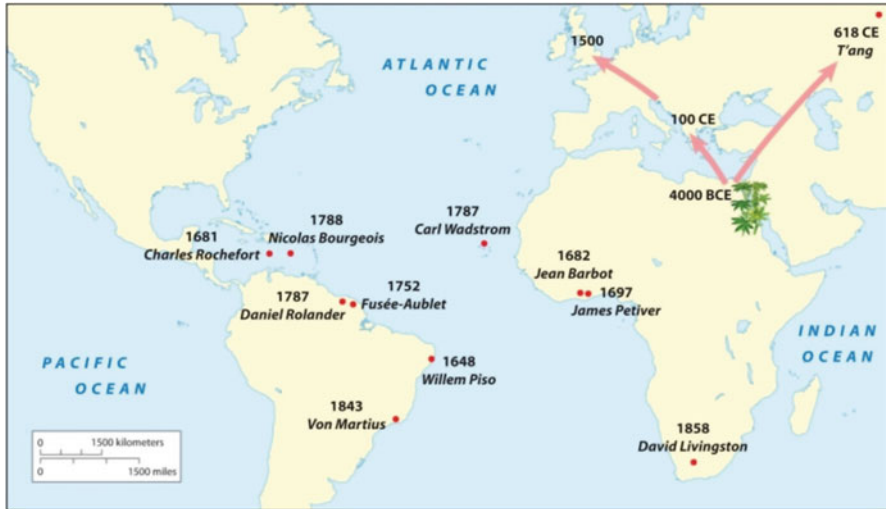 618 CE
T'ang
1500
ATLANTIC
OCEAN
100 CE
4000 BCE
1788
Nicolas Bourgeois
1787
Carl Wadstrom
1681
Charles Rochefort
1682
Jean Barbot
1752
Fusée-Aublet
1787
Daniel Rolander
1697
James Petiver
INDIAN
OCEAN
PACIFIC
OCEAN
1648
Willem Piso
1843
Von Martius
1858
David Livingston
0 1500 kilometers
0 1500 miles